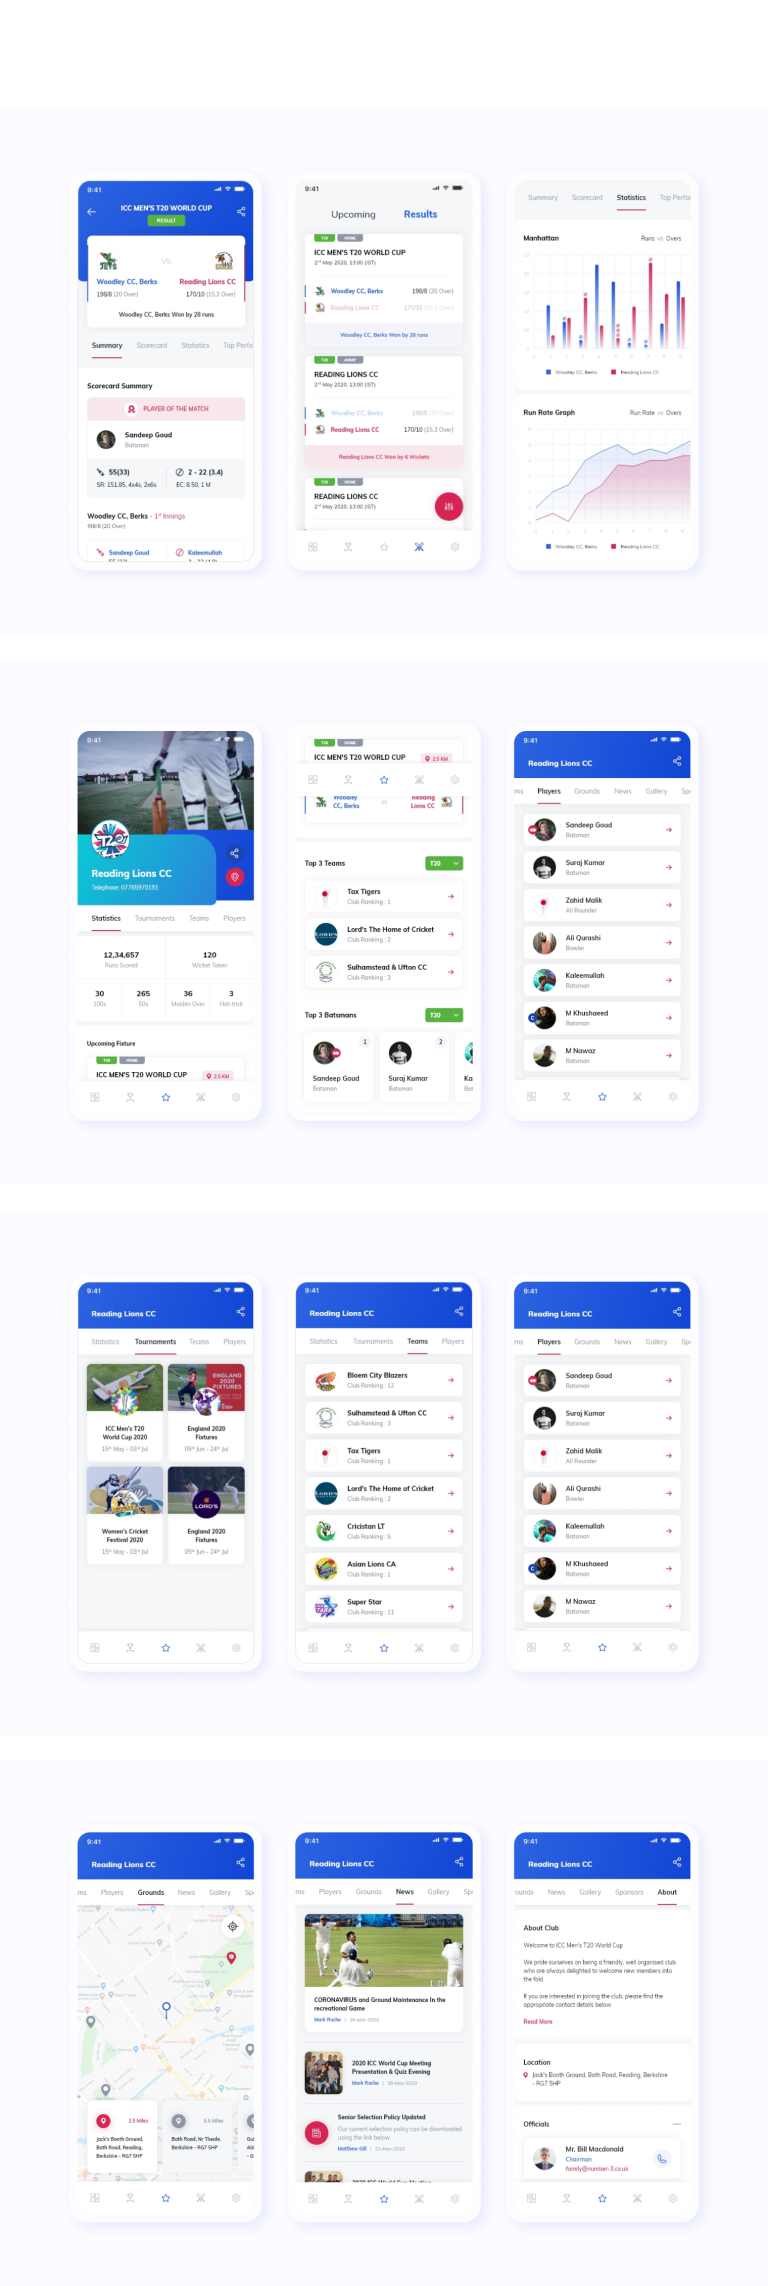 9:41
ICC MEN'S T20 WORLD CUP
RESULT
JETS
VS
Woodley CC, Berks
Reading Lions CC
198/8 (20 Over)
170/10 (15.3 Over)
Woodley CC, Berks Won by 28 runs
Summary
Scorecard
Statistics
Top Perfo
Scorecard Summary
PLAYER OF THE MATCH
Sandeep Goud
Batsman
55(33)
SR: 151.85, 4x4s, 2x6s
2 - 22 (3.4)
EC: 8.50, 1 M
Woodley CC, Berks - 1st Innings
198/8 (20 Over)
Sandeep Goud
Kaleemullah
9:41
Upcoming
Results
T20
HOME
ICC MEN'S T20 WORLD CUP
2nd May 2020, 13:00 (IST)
Woodley CC, Berks
198/8 (20 Over)
Reading Lions CC
170/10 (15.3 Over)
Woodley CC, Berks Won by 28 runs
T20
AWAY
READING LIONS CC
2nd May 2020, 13:00 (IST)
Woodley CC, Berks
198/8 (20 Over)
Reading Lions CC
170/10 (15.3 Over)
Reading Lions CC Won by 6 Wickets
T20
HOME
READING LIONS CC
2nd May 2020, 13:00 (IST)
Summary
Scorecard
Statistics
Top Perfor
Manhattan
Runs vs Overs
Woodley CC, Berks
Reading Lions CC
Run Rate Graph
Run Rate vs Overs
Woodley CC, Berks
Reading Lions CC
9:41
T20
Reading Lions CC
Telephone: 07765970191
Statistics
Tournaments
Teams
Players
12,34,657
Runs Scored
120
Wicket Taken
30
100s
265
50s
36
Maiden Over
3
Hat-trick
Upcoming Fixture
T20
HOME
ICC MEN'S T20 WORLD CUP
2.5 KM
T20
HOME
ICC MEN'S T20 WORLD CUP
2.5 KM
Woodley
CC, Berks
VS
Reading
Lions CC
Top 3 Teams
T20
Tax Tigers
Club Ranking : 1
LORD'S
Lord's The Home of Cricket
Club Ranking : 2
Sulhamstead & Ufton CC
Club Ranking : 3
Top 3 Batsmans
T20
1
Sandeep Goud
Batsman
2
Suraj Kumar
Batsman
Ka
Bat
9:41
Reading Lions CC
ms
Players
Grounds
News
Gallery
Sp
Sandeep Goud
Batsman
Suraj Kumar
Batsman
Zahid Malik
All Rounder
Ali Qurashi
Bowler
Kaleemullah
Batsman
C
M Khushaeed
Batsman
M Nawaz
Batsman
9:41
Reading Lions CC
Statistics
Tournaments
Teams
Players
ENGLAND
2020
FIXTURES
ICC Men's T20
World Cup 2020
15th May - 03rd Jul
England 2020
Fixtures
05th Jun - 24th Jul
LORD'S
Women's Cricket
Festival 2020
15th May - 03rd Jul
England 2020
Fixtures
05th Jun - 24th Jul
9:41
Reading Lions CC
Statistics
Tournaments
Teams
Players
Bloem City Blazers
Club Ranking : 12
Sulhamstead & Ufton CC
Club Ranking : 3
Tax Tigers
Club Ranking : 1
LORD'S
Lord's The Home of Cricket
Club Ranking : 2
Cricistan LT
Club Ranking : 5
Asian Lions CA
Club Ranking : 1
Super Star
Club Ranking : 11
9:41
Reading Lions CC
ms
Players
Grounds
News
Gallery
Sp
Sandeep Goud
Batsman
Suraj Kumar
Batsman
Zahid Malik
All Rounder
Ali Qurashi
Bowler
Kaleemullah
Batsman
C
M Khushaeed
Batsman
M Nawaz
Batsman
9:41
Reading Lions CC
ms
Players
Grounds
News
Gallery
Sp
2.5 Miles
Jack's Booth Ground,
Bath Road, Reading,
Berkshire - RG7 5HP
5.5 Miles
Bath Road, Nr Theale,
Berkshire - RG7 5HP
9:41
Reading Lions CC
ms
Players
Grounds
News
Gallery
Sp
CORONAVIRUS and Ground Maintenance In the
recreational Game
Mark Roche | 26-Mar-2020
2020 ICC World Cup Meeting
Presentation & Quiz Evening
Mark Roche | 26-Mar-2020
Senior Selection Policy Updated
Our current selection policy can be downloaded
using the link below.
Matthew Gill | 22-Mar-2020
2020 ICC World Cup Meeting
9:41
Reading Lions CC
ounds
News
Gallery
Sponsors
About
About Club
Welcome to ICC Men's T20 World Cup
We pride ourselves on being a friendly, well organised club
who are always delighted to welcome new members into
the fold.
If you are interested in joining the club, please find the
appropriate contact details below
Read More
Location
Jack's Booth Ground, Bath Road, Reading, Berkshire
- RG7 5HP
Officials
Mr. Bill Macdonald
Chairman
family@number-3.co.uk